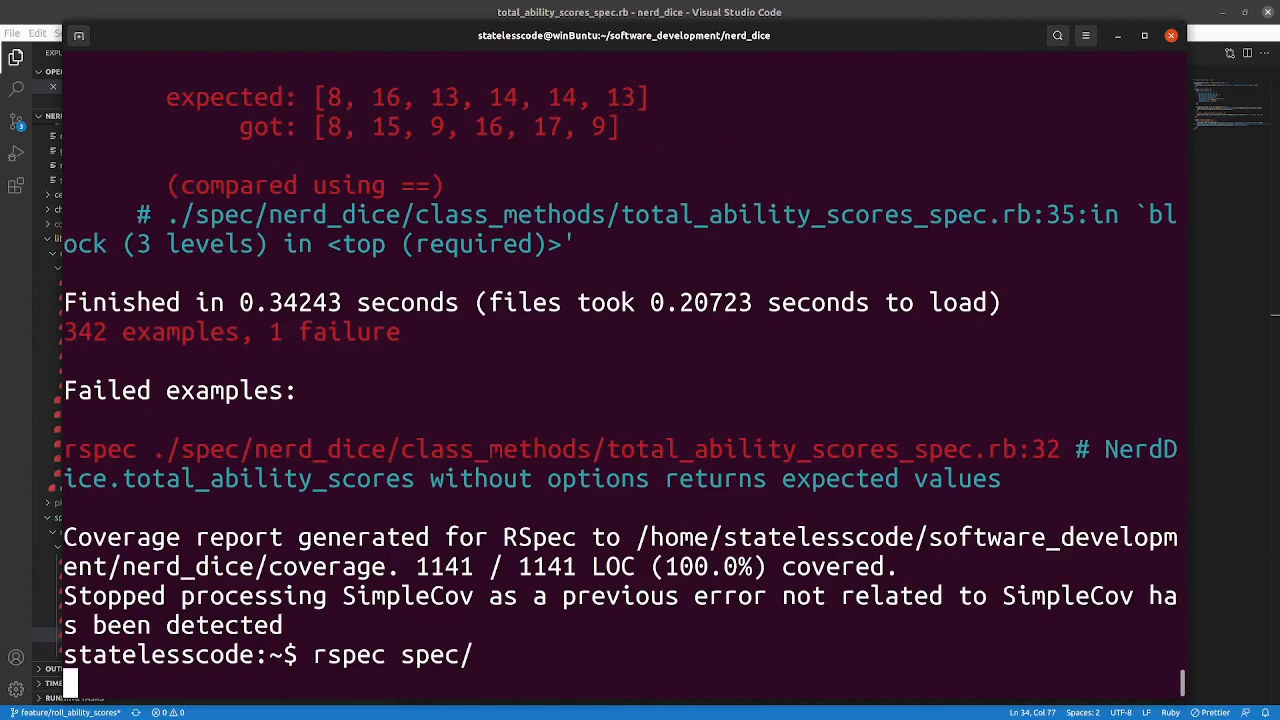 total_ability_scores_spec.rb - nerd_dice - Visual Studio Code
File Edit
statelesscode@winBuntu:~/software_development/nerd_dice
expected: [8, 16, 13, 14, 14, 13]
got: [8, 15, 9, 16, 17, 9]
(compared using ==)
# ./spec/nerd_dice/class_methods/total_ability_scores_spec.rb:35:in `bl
ock (3 levels) in <top (required)>'
Finished in 0.34243 seconds (files took 0.20723 seconds to load)
342 examples, 1 failure
Failed examples:
rspec ./spec/nerd_dice/class_methods/total_ability_scores_spec.rb:32 # NerdD
ice.total_ability_scores without options returns expected values
Coverage report generated for RSpec to /home/statelesscode/software_developm
ent/nerd_dice/coverage. 1141 / 1141 LOC (100.0%) covered.
Stopped processing SimpleCov as a previous error not related to SimpleCov ha
s been detected
statelesscode:~$ rspec spec/
feature/roll_ability_scores* 0 0 Ln 34, Col 77 Spaces: 2 UTF-8 LF Ruby Prettier